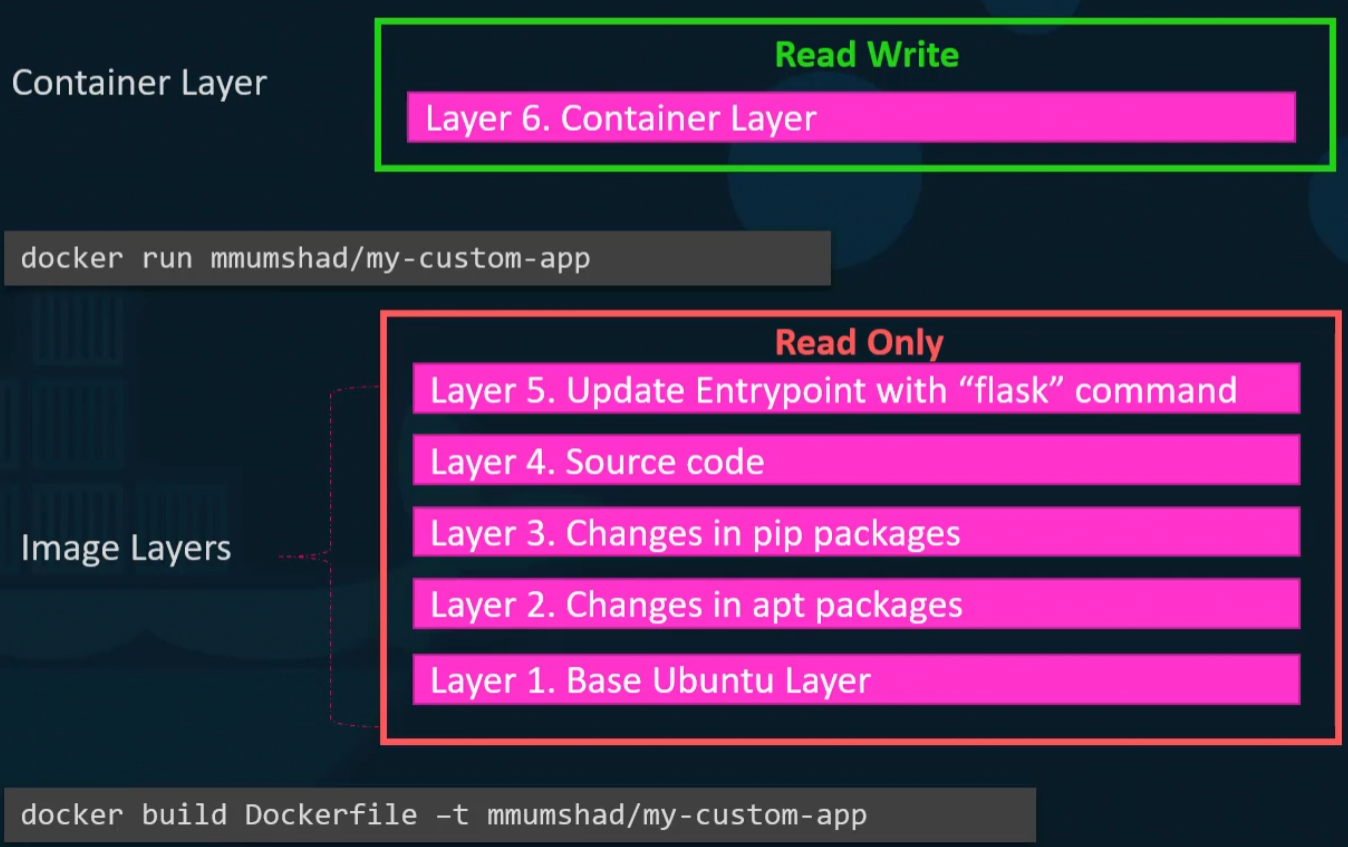 Read Write
Container Layer
Layer 6. Container Layer
docker run mmumshad/my-custom-app
Read Only
Layer 5. Update Entrypoint with “flask” command
Layer 4. Source code
Layer 3. Changes in pip packages
Image Layers
Layer 2. Changes in apt packages
Layer 1. Base Ubuntu Layer
docker build Dockerfile –t mmumshad/my-custom-app